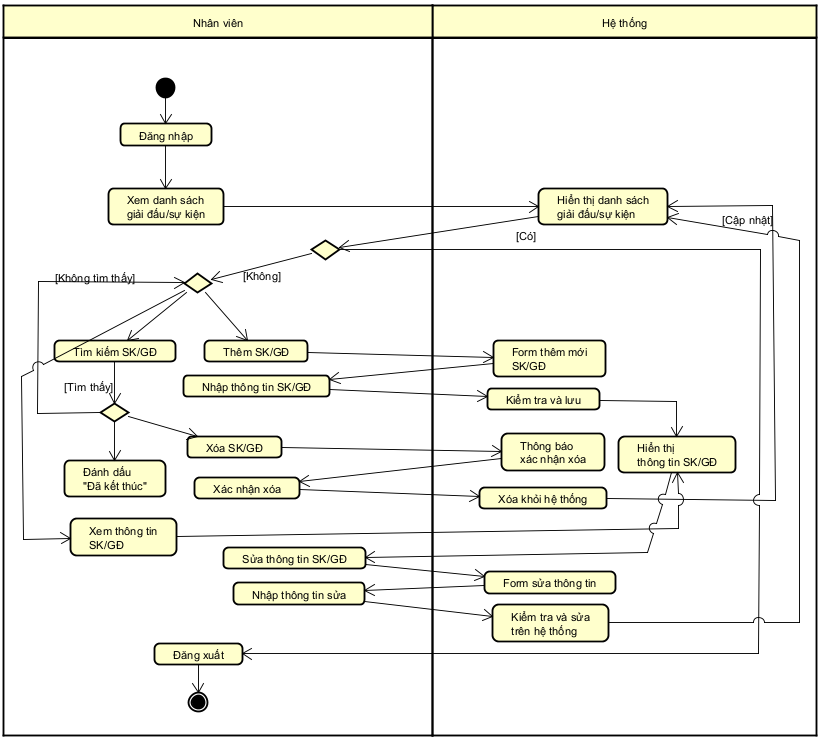 Nhân viên
Hệ thống
Đăng nhập
Xem danh sách
giải đấu/sự kiện
Hiển thị danh sách
giải đấu/sự kiện
[Cập nhật]
[Có]
[Không]
[Không tìm thấy]
Tìm kiếm SK/GĐ
Thêm SK/GĐ
Form thêm mới
SK/GĐ
[Tìm thấy]
Nhập thông tin SK/GĐ
Kiểm tra và lưu
Xóa SK/GĐ
Thông báo
xác nhận xóa
Hiển thị
thông tin SK/GĐ
Đánh dấu
"Đã kết thúc"
Xác nhận xóa
Xóa khỏi hệ thống
Xem thông tin
SK/GĐ
Sửa thông tin SK/GĐ
Form sửa thông tin
Nhập thông tin sửa
Kiểm tra và sửa
trên hệ thống
Đăng xuất